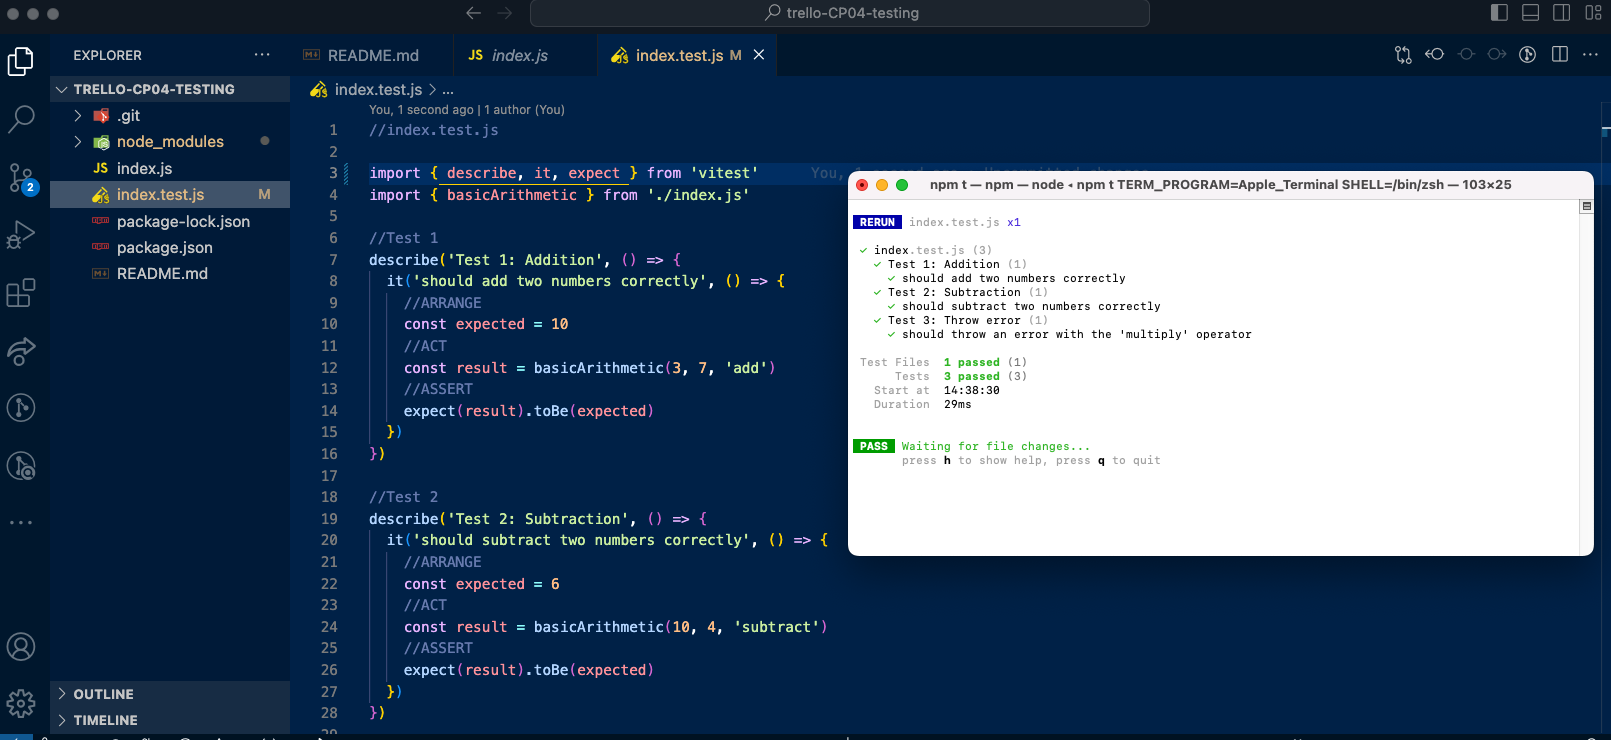 trello-CP04-testing
EXPLORER
README.md
JS index.js
index.test.js M
TRELLO-CP04-TESTING
.git
node_modules
JS index.js
index.test.js M
package-lock.json
package.json
README.md
OUTLINE
TIMELINE
2
index.test.js > ...
You, 1 second ago | 1 author (You)
1 //index.test.js
2
3 import { describe, it, expect } from 'vitest'
4 import { basicArithmetic } from './index.js'
5
6 //Test 1
7 describe('Test 1: Addition', () => {
8 it('should add two numbers correctly', () => {
9 //ARRANGE
10 const expected = 10
11 //ACT
12 const result = basicArithmetic(3, 7, 'add')
13 //ASSERT
14 expect(result).toBe(expected)
15 })
16 })
17
18 //Test 2
19 describe('Test 2: Subtraction', () => {
20 it('should subtract two numbers correctly', () => {
21 //ARRANGE
22 const expected = 6
23 //ACT
24 const result = basicArithmetic(10, 4, 'subtract')
25 //ASSERT
26 expect(result).toBe(expected)
27 })
28 })
npm t — npm — node ◂ npm t TERM_PROGRAM=Apple_Terminal SHELL=/bin/zsh — 103×25
RERUN index.test.js x1
✓ index.test.js (3)
✓ Test 1: Addition (1)
✓ should add two numbers correctly
✓ Test 2: Subtraction (1)
✓ should subtract two numbers correctly
✓ Test 3: Throw error (1)
✓ should throw an error with the 'multiply' operator
Test Files 1 passed (1)
Tests 3 passed (3)
Start at 14:38:30
Duration 29ms
PASS Waiting for file changes...
press h to show help, press q to quit